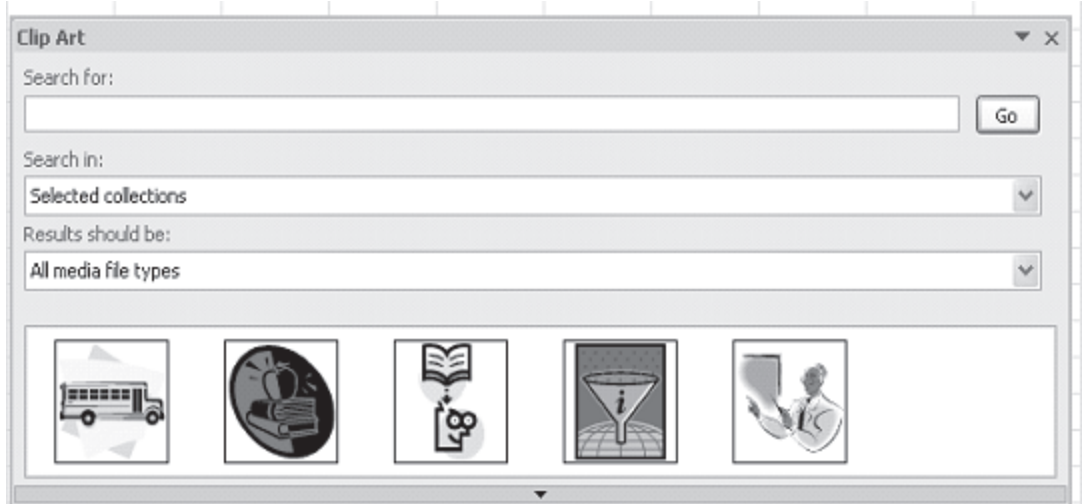 Clip Art
Search for:
Go
Search in:
Selected collections
Results should be:
All media file types
i